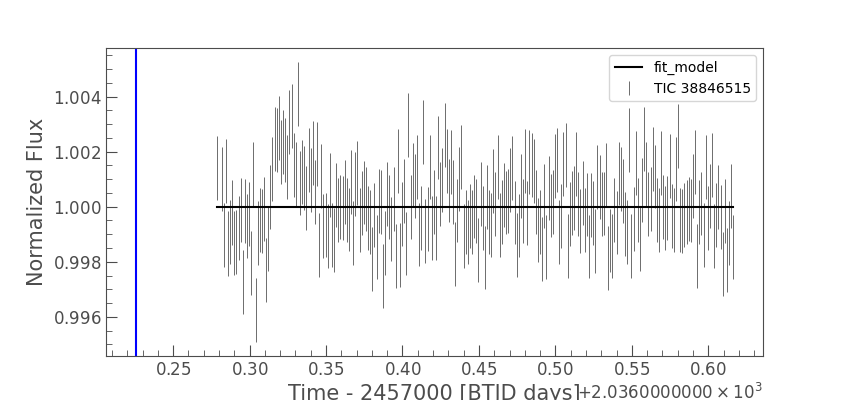 fit_model
TIC 38846515
Normalized Flux
1.004
1.002
1.000
0.998
0.996
0.25 0.30 0.35 0.40 0.45 0.50 0.55 0.60
Time - 2457000 [BTJD days]
+2.0360000000 × 10³